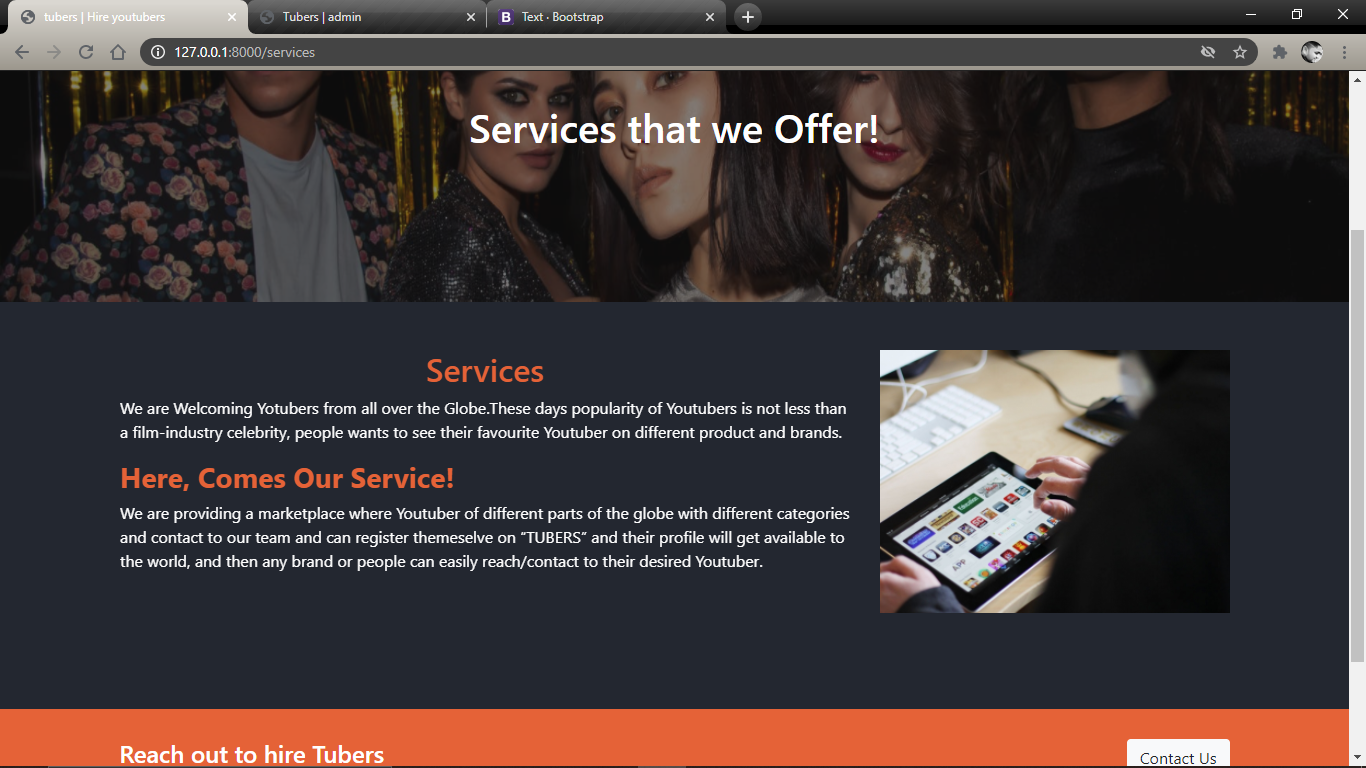 tubers | Hire youtubers
Tubers | admin
B Text · Bootstrap
127.0.0.1:8000/services
Services that we Offer!
Services
We are Welcoming Yotubers from all over the Globe.These days popularity of Youtubers is not less than
a film-industry celebrity, people wants to see their favourite Youtuber on different product and brands.
Here, Comes Our Service!
We are providing a marketplace where Youtuber of different parts of the globe with different categories
and contact to our team and can register themeselve on “TUBERS” and their profile will get available to
the world, and then any brand or people can easily reach/contact to their desired Youtuber.
Reach out to hire Tubers
Contact Us